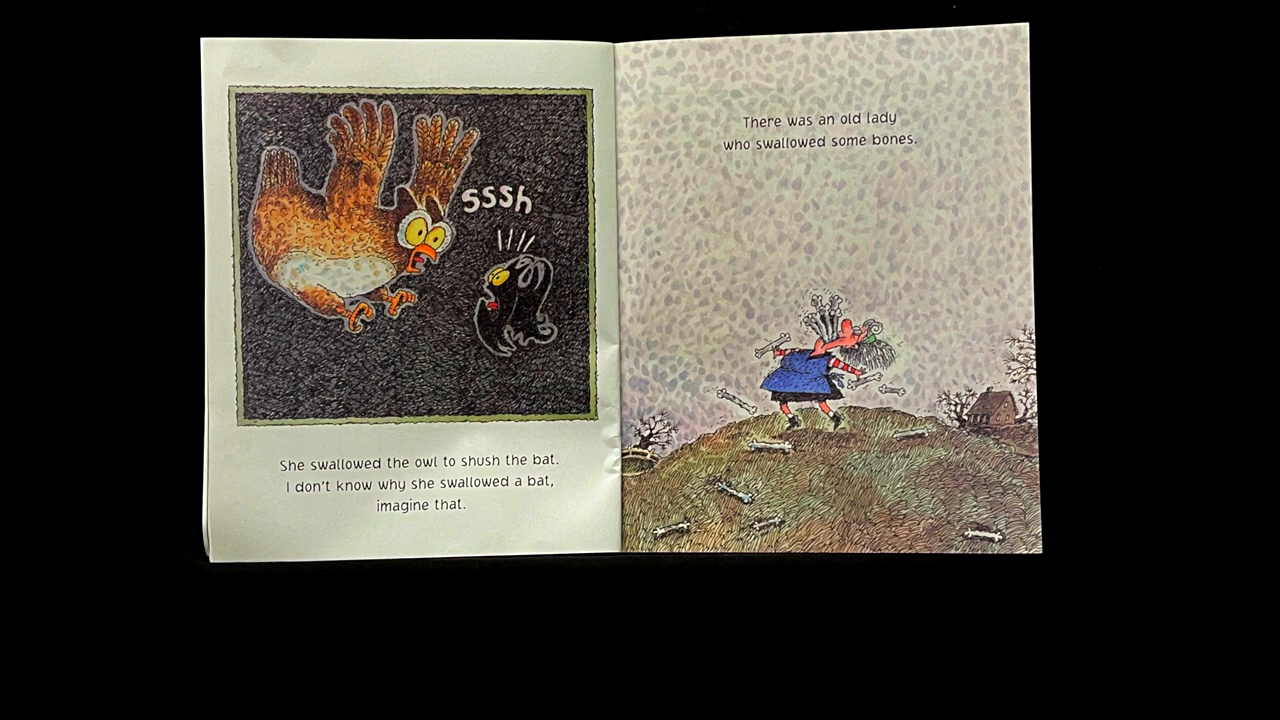 sssh
She swallowed the owl to shush the bat.
I don't know why she swallowed a bat,
imagine that.
There was an old lady
who swallowed some bones.